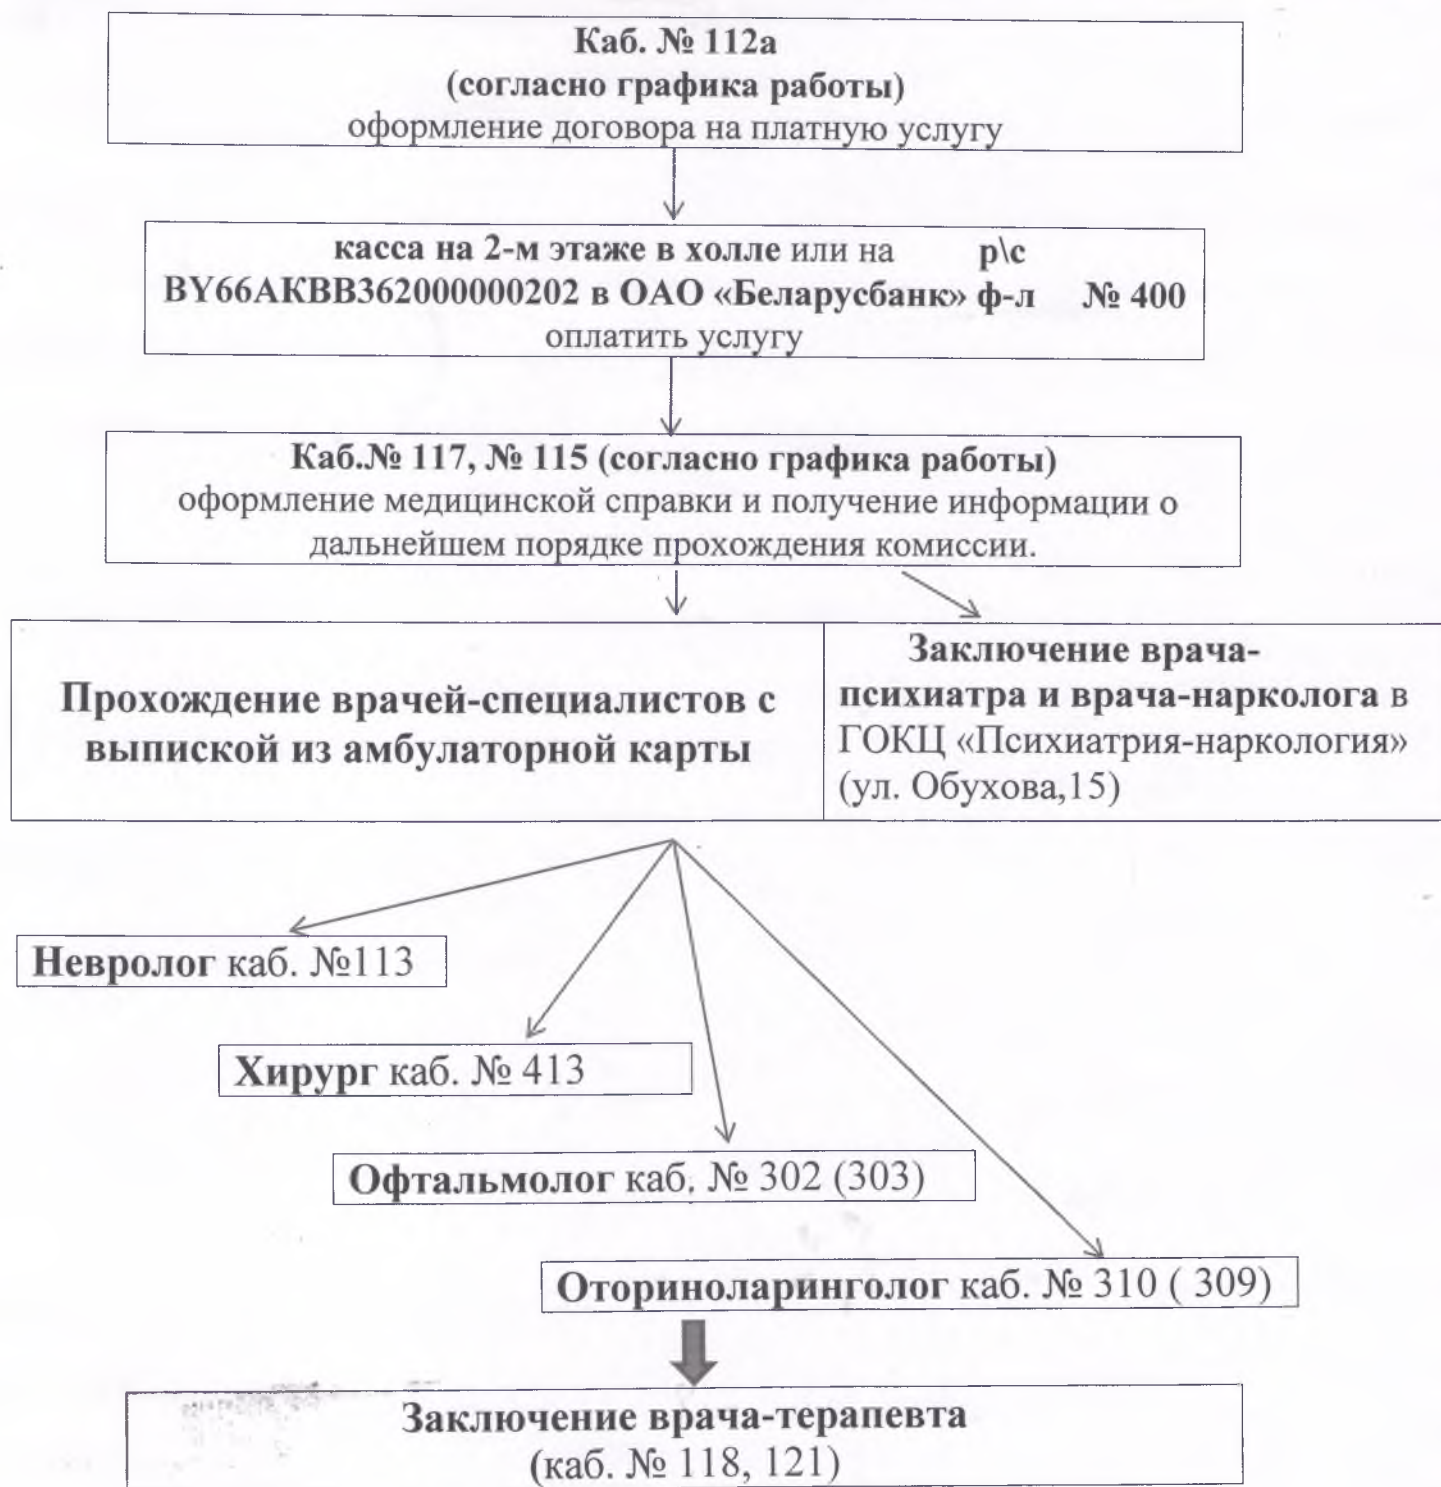 Каб. № 112а
(согласно графика работы)
оформление договора на платную услугу
касса на 2-м этаже в холле или на р\с
BY66AKBB362000000202 в ОАО «Беларусбанк» ф-л № 400
оплатить услугу
Каб.№ 117, № 115 (согласно графика работы)
оформление медицинской справки и получение информации о
дальнейшем порядке прохождения комиссии.
Прохождение врачей-специалистов с
выпиской из амбулаторной карты
Заключение врача-
психиатра и врача-нарколога в
ГОКЦ «Психиатрия-наркология»
(ул. Обухова,15)
Невролог каб. №113
Хирург каб. № 413
Офтальмолог каб. № 302 (303)
Оториноларинголог каб. № 310 ( 309)
Заключение врача-терапевта
(каб. № 118, 121)